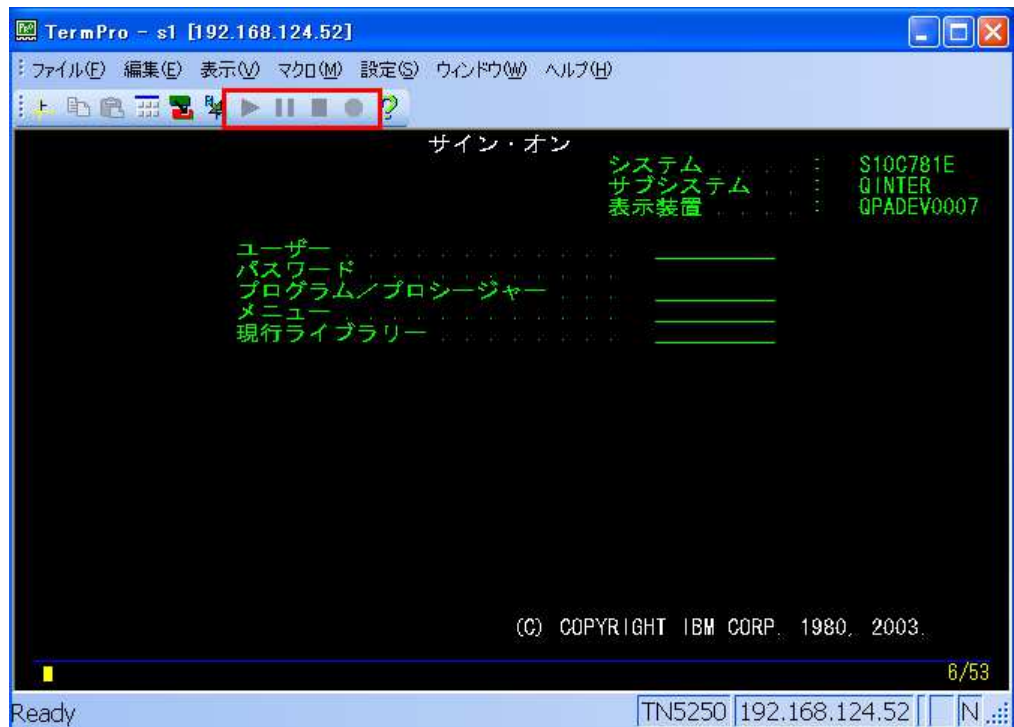 TermPro - s1 [192.168.124.52]
ファイル(F) 編集(E) 表示(V) マクロ(M) 設定(S) ウィンドウ(W) ヘルプ(H)
サイン・オン
システム . . . . . : S10C781E
サブシステム . . . : QINTER
表示装置 . . . . . : QPADEV0007
ユーザー . . . . . . . . . . . . .
パスワード . . . . . . . . . . . .
プログラム/プロシージャー . . . .
メニュー . . . . . . . . . . . . .
現行ライブラリー . . . . . . . . .
(C) COPYRIGHT IBM CORP. 1980, 2003.
6/53
Ready TN5250 192.168.124.52 N